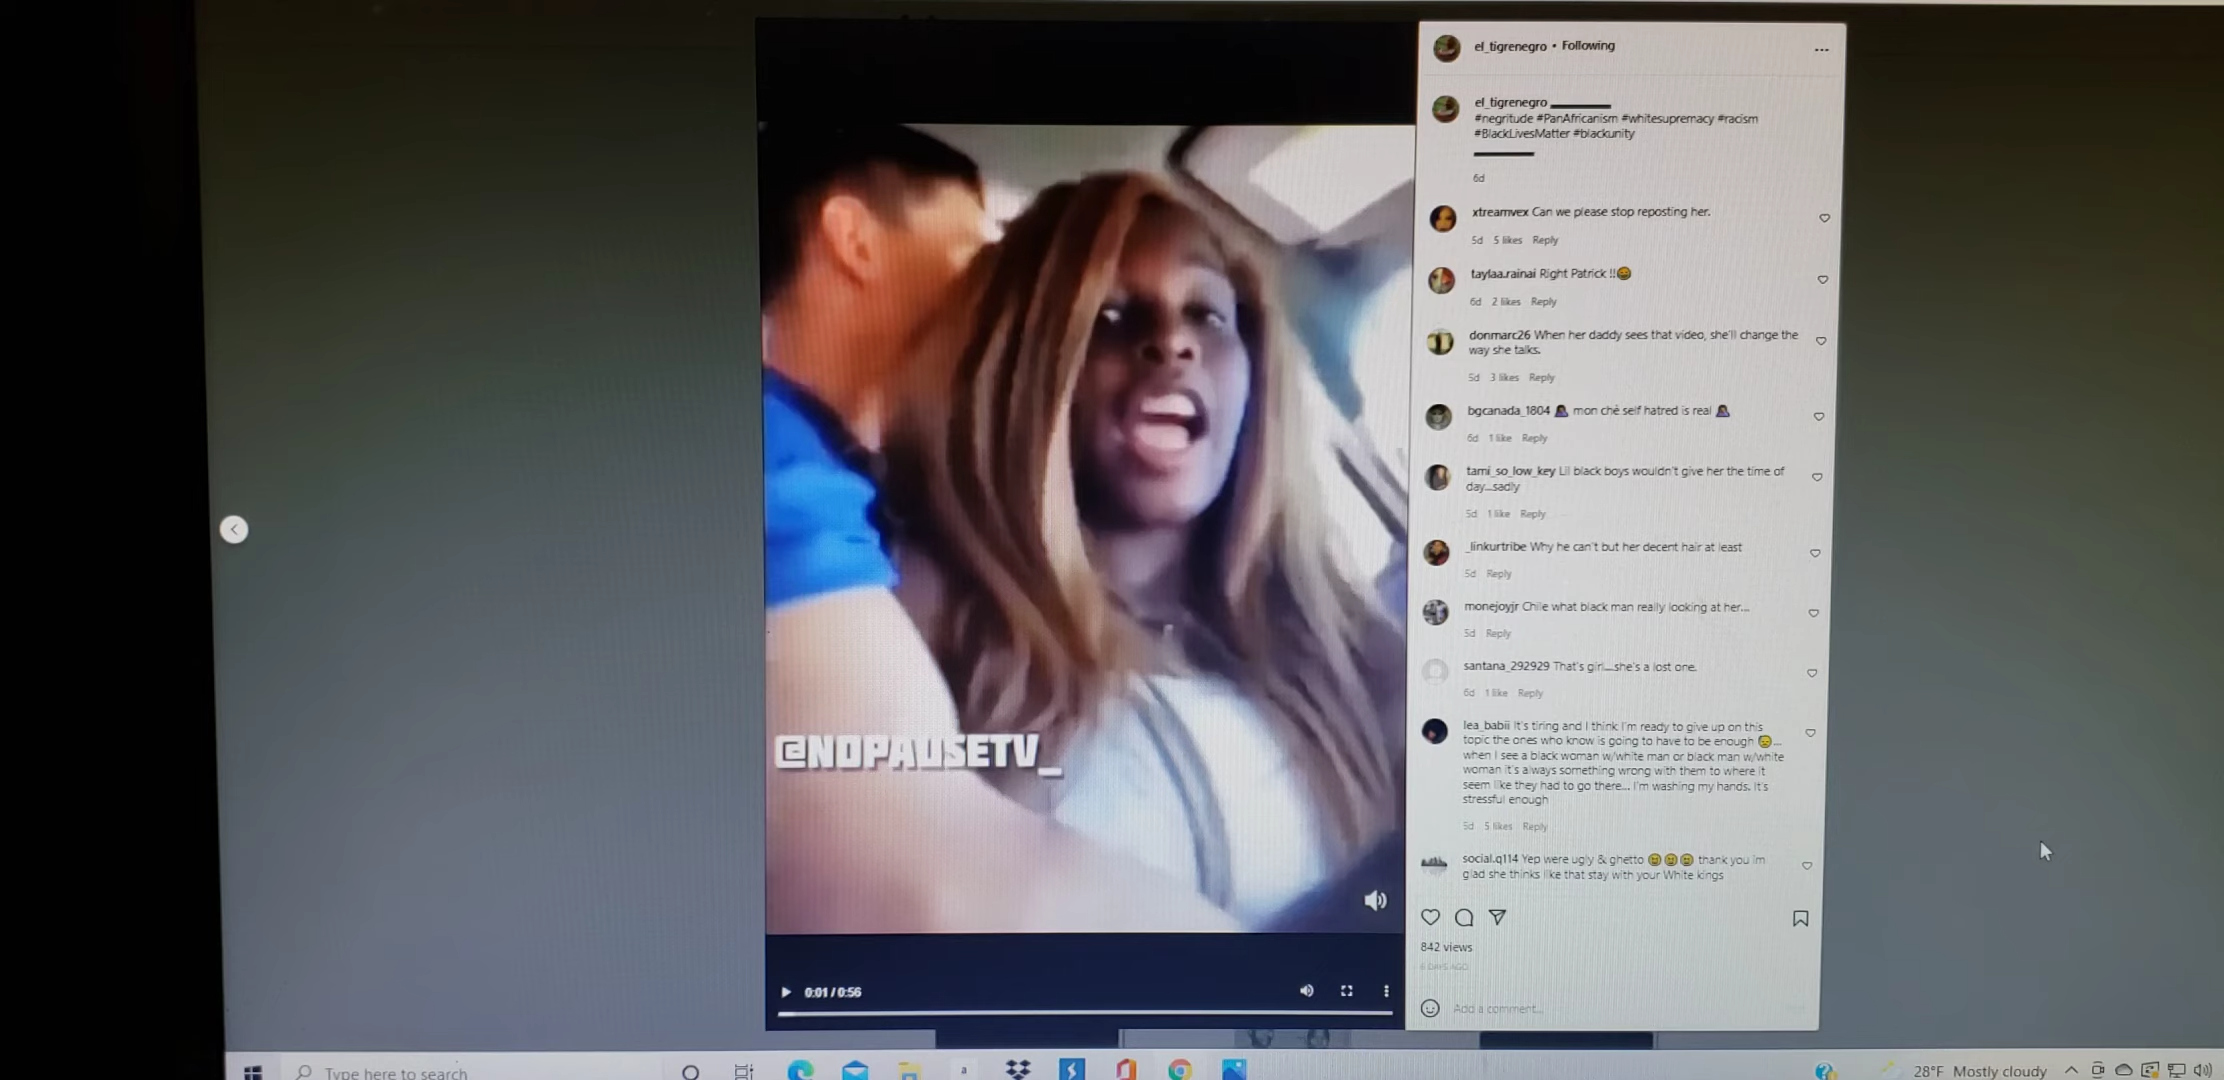 el_tigrenegro • Following
el_tigrenegro
#negritude #PanAfricanism #whitesupremacy #racism
#BlackLivesMatter #blackunity
6d
xtreamvex Can we please stop reposting her.
5d 5 likes Reply
taylaa.rainai Right Patrick !!😄
6d 2 likes Reply
donmarc26 When her daddy sees that video, she'll change the
way she talks.
5d 3 likes Reply
bgcanada_1804 🤦🏾‍♀️ mon chè self hatred is real 🤦🏾‍♀️
6d 1 like Reply
tami_so_low_key Lil black boys wouldn't give her the time of
day...sadly
5d 1 like Reply
_linkurtribe Why he can't but her decent hair at least
5d Reply
monejoyjr Chile what black man really looking at her...
5d Reply
santana_292929 That's girl....she's a lost one.
6d 1 like Reply
lea_babii It's tiring and I think I'm ready to give up on this
topic the ones who know is going to have to be enough 😥...
when I see a black woman w/white man or black man w/white
woman it's always something wrong with them to where it
seem like they had to go there... I'm washing my hands. It's
stressful enough
5d 5 likes Reply
social.q114 Yep were ugly & ghetto 😆😆😆 thank you im
glad she thinks like that stay with your White kings
842 views
6 DAYS AGO
Add a comment...
@NOPAUSETV_
0:01 / 0:56
Type here to search
a
28°F Mostly cloudy